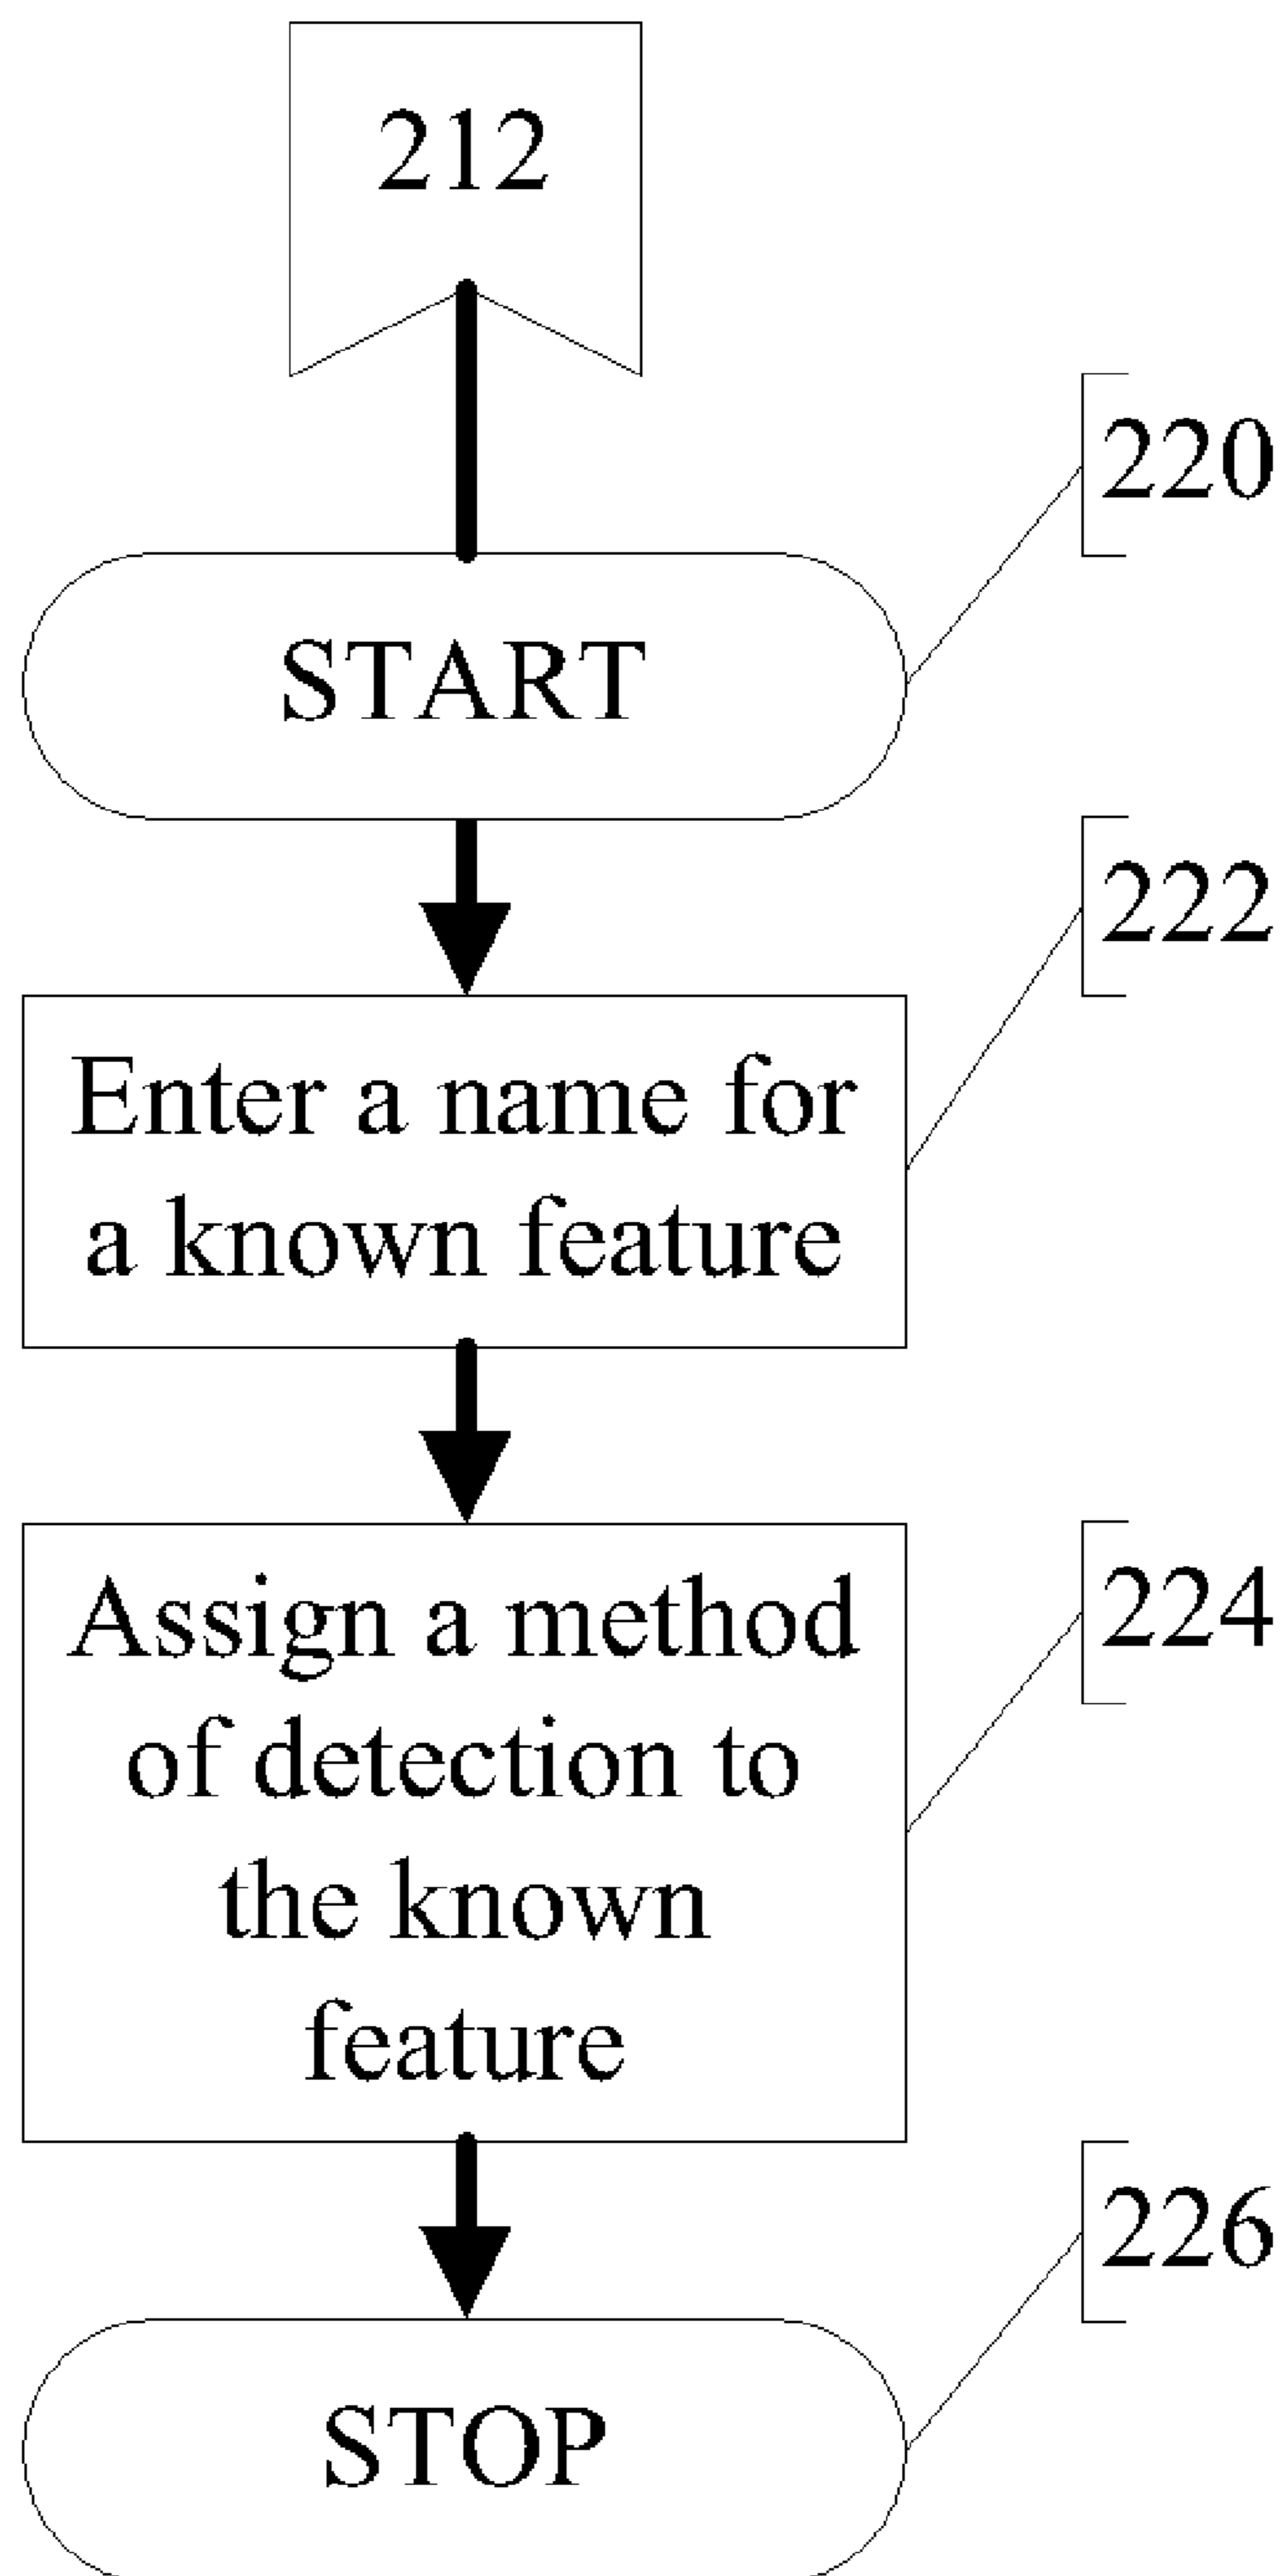 212
220
START
222
Enter a name for
a known feature
224
Assign a method
of detection to
the known
feature
226
STOP